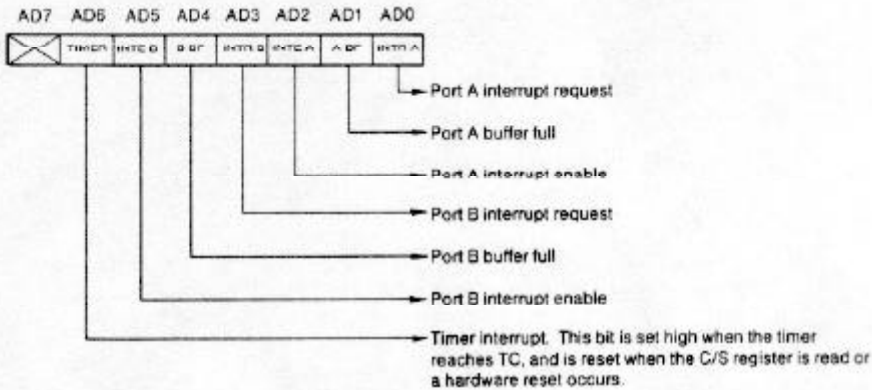 AD7 AD6 AD5 AD4 AD3 AD2 AD1 AD0
TIMER INTE B B BF INTR B INTE A A BF INTR A
Port A interrupt request
Port A buffer full
Port A interrupt enable
Port B interrupt request
Port B buffer full
Port B interrupt enable
Timer interrupt. This bit is set high when the timer
reaches TC, and is reset when the C/S register is read or
a hardware reset occurs.